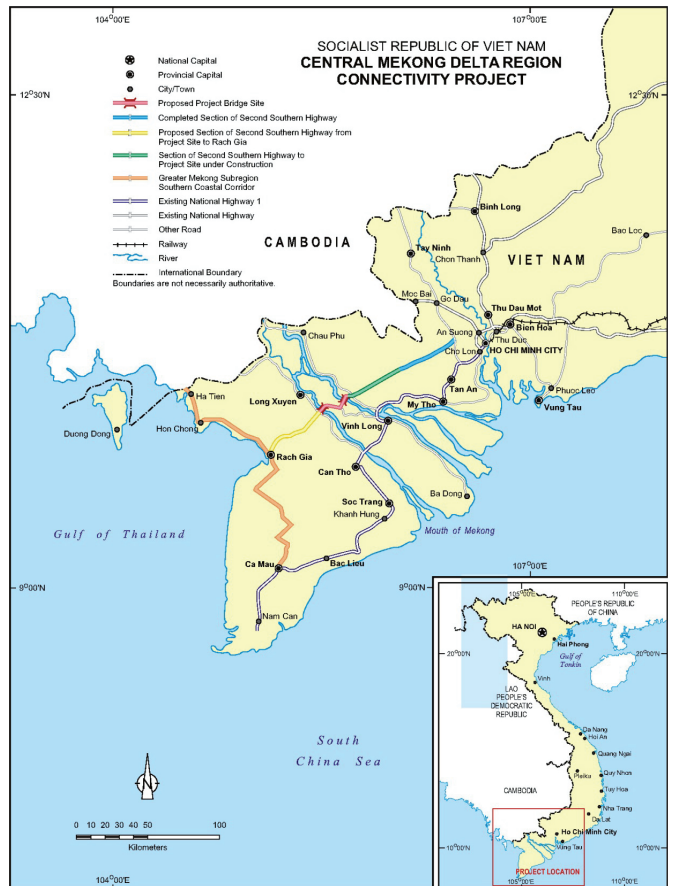 104°00'E
107°00'E
SOCIALIST REPUBLIC OF VIET NAM
CENTRAL MEKONG DELTA REGION
CONNECTIVITY PROJECT
12°30'N
12°30'N
National Capital
Provincial Capital
City/Town
Proposed Project Bridge Site
Completed Section of Second Southern Highway
Proposed Section of Second Southern Highway from
Project Site to Rach Gia
Section of Second Southern Highway to
Project Site under Construction
Greater Mekong Subregion
Southern Coastal Corridor
Existing National Highway 1
Existing National Highway
Other Road
Railway
River
International Boundary
Boundaries are not necessarily authoritative.
CAMBODIA
VIET NAM
Binh Long
Bao Loc
Tay Ninh
Chon Thanh
Moc Bai
Go Dau
Thu Dau Mot
Bien Hoa
An Suong
Thu Duc
Chau Phu
Cho Lon
HO CHI MINH CITY
Tan An
Phuoc Le
Ha Tien
Long Xuyen
My Tho
Vung Tau
Duong Dong
Hon Chong
Vinh Long
Rach Gia
Can Tho
Ba Dong
Soc Trang
Khanh Hung
Gulf of Thailand
Mouth of Mekong
Ca Mau
Bac Lieu
9°00'N
9°00'N
Nam Can
South
China Sea
N
0 10 20 30 40 50 100
Kilometers
104°00'E
107°00'E
105°00'E
110°00'E
PEOPLE'S REPUBLIC
OF CHINA
HA NOI
Hai Phong
20°00'N
20°00'N
Gulf of
Tonkin
Vinh
LAO
PEOPLE'S
DEMOCRATIC
REPUBLIC
Da Nang
Hoi An
Quang Ngai
Pleiku
Quy Nhon
CAMBODIA
Tuy Hoa
Nha Trang
Da Lat
Ho Chi Minh City
Vung Tau
10°00'N
10°00'N
PROJECT LOCATION
105°00'E
110°00'E